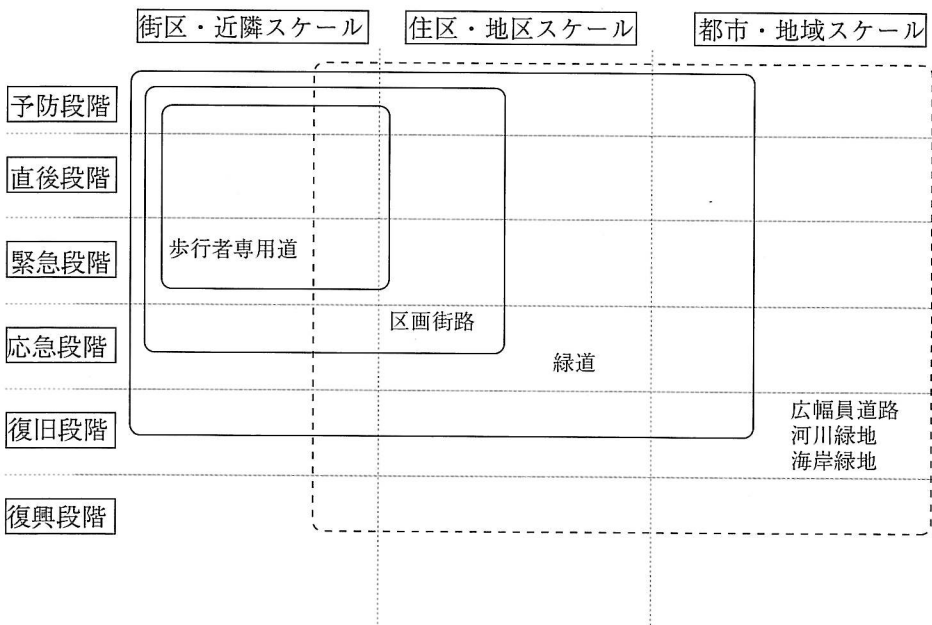 街区・近隣スケール
住区・地区スケール
都市・地域スケール
予防段階
直後段階
緊急段階
歩行者専用道
区画街路
応急段階
緑道
復旧段階
広幅員道路
河川緑地
海岸緑地
復興段階